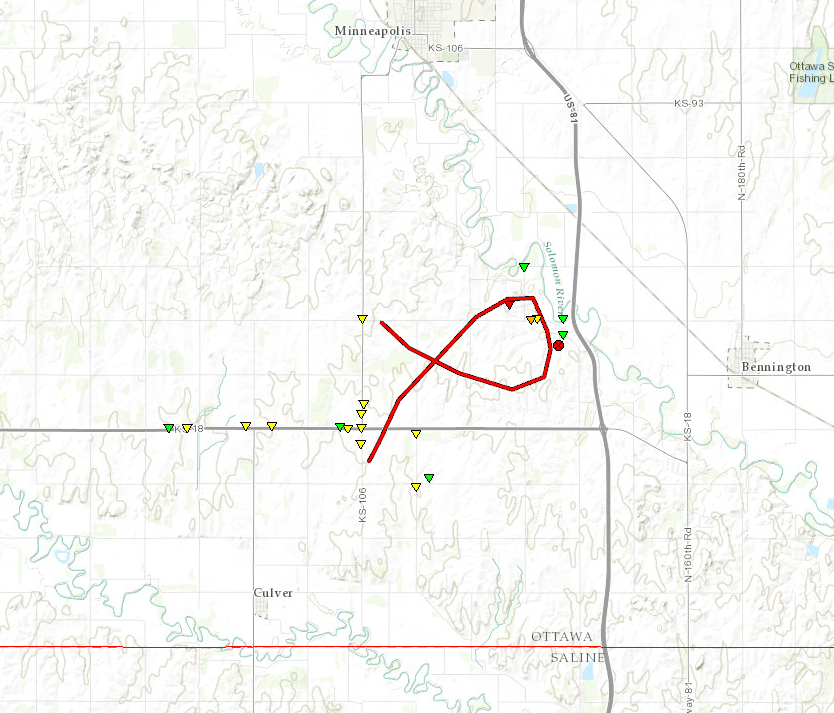 Minneapolis
KS-106
Ottawa S
Fishing L
US-81
KS-93
N-180th-Rd
Solomon River
Bennington
KS-18
KS-18
KS-106
N-160th-Rd
Culver
OTTAWA
SALINE
way-81